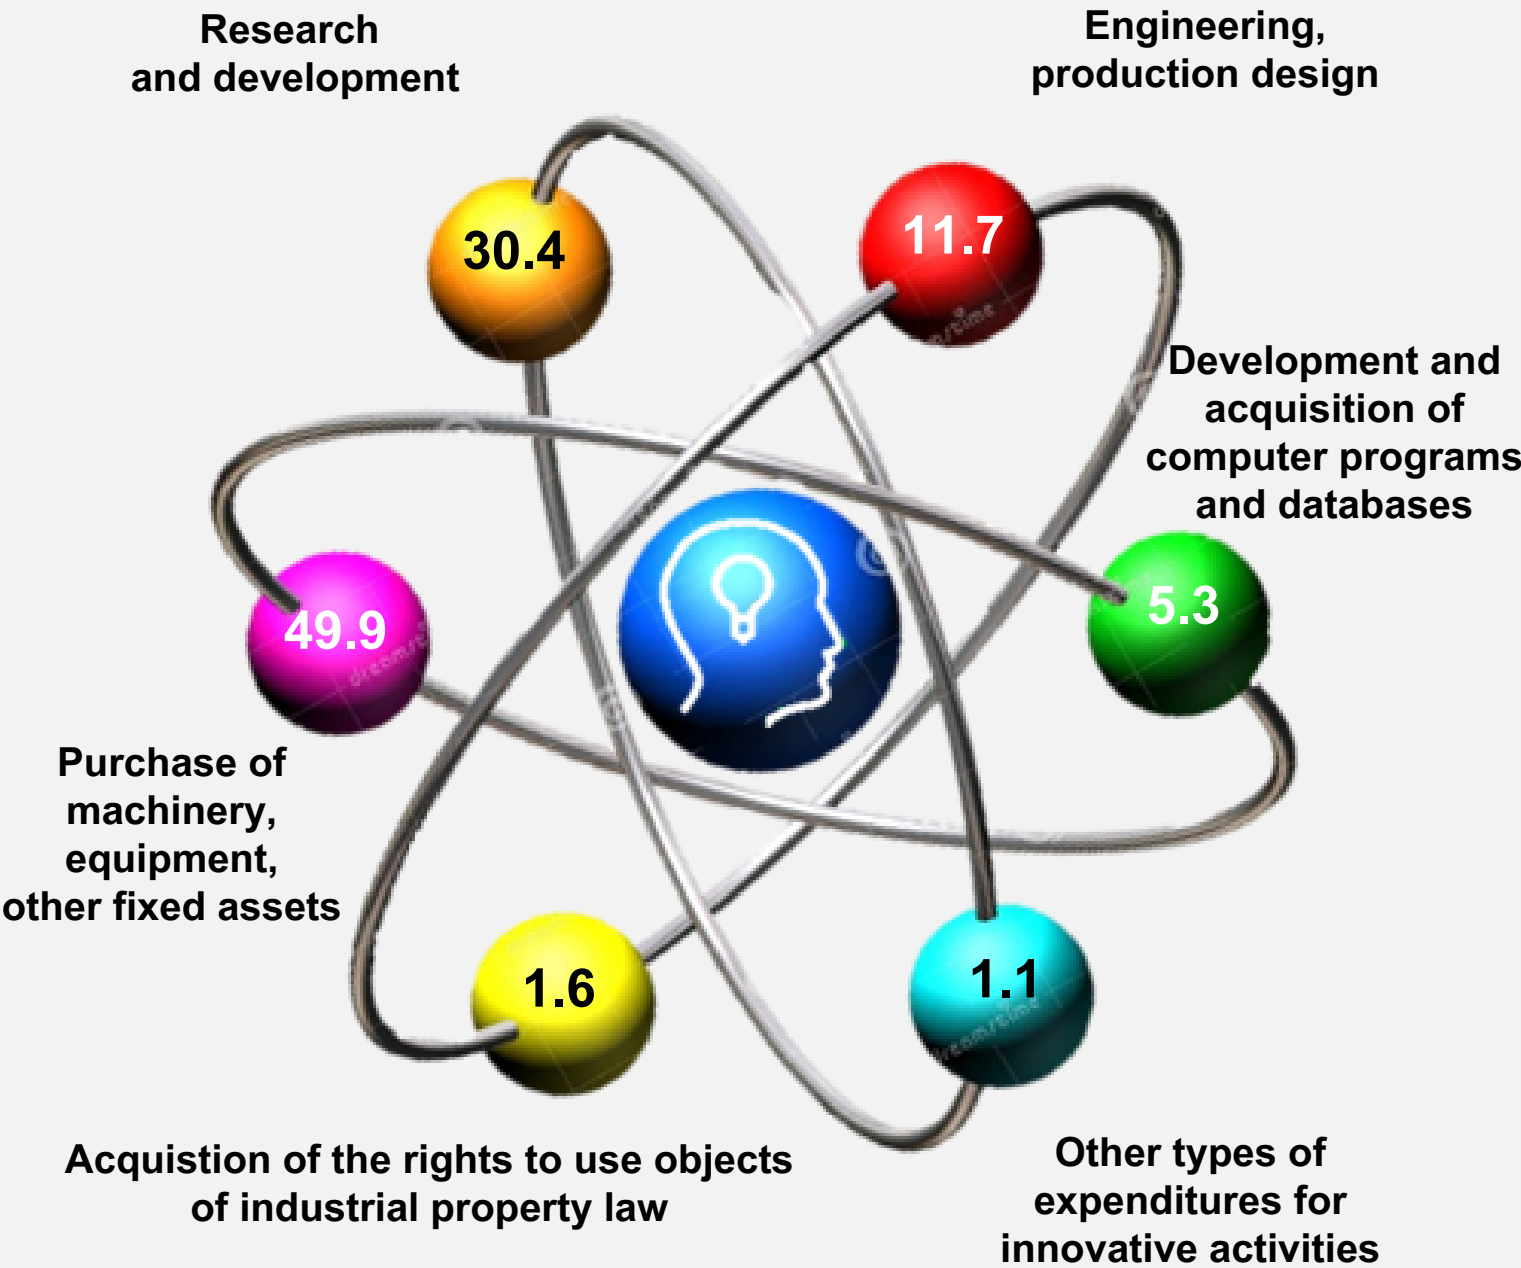 Research
and development
Engineering,
production design
30.4
11.7
Development and
acquisition of
computer programs
and databases
49.9
5.3
Purchase of
machinery,
equipment,
other fixed assets
1.6
1.1
Acquistion of the rights to use objects
of industrial property law
Other types of
expenditures for
innovative activities
dreamstime